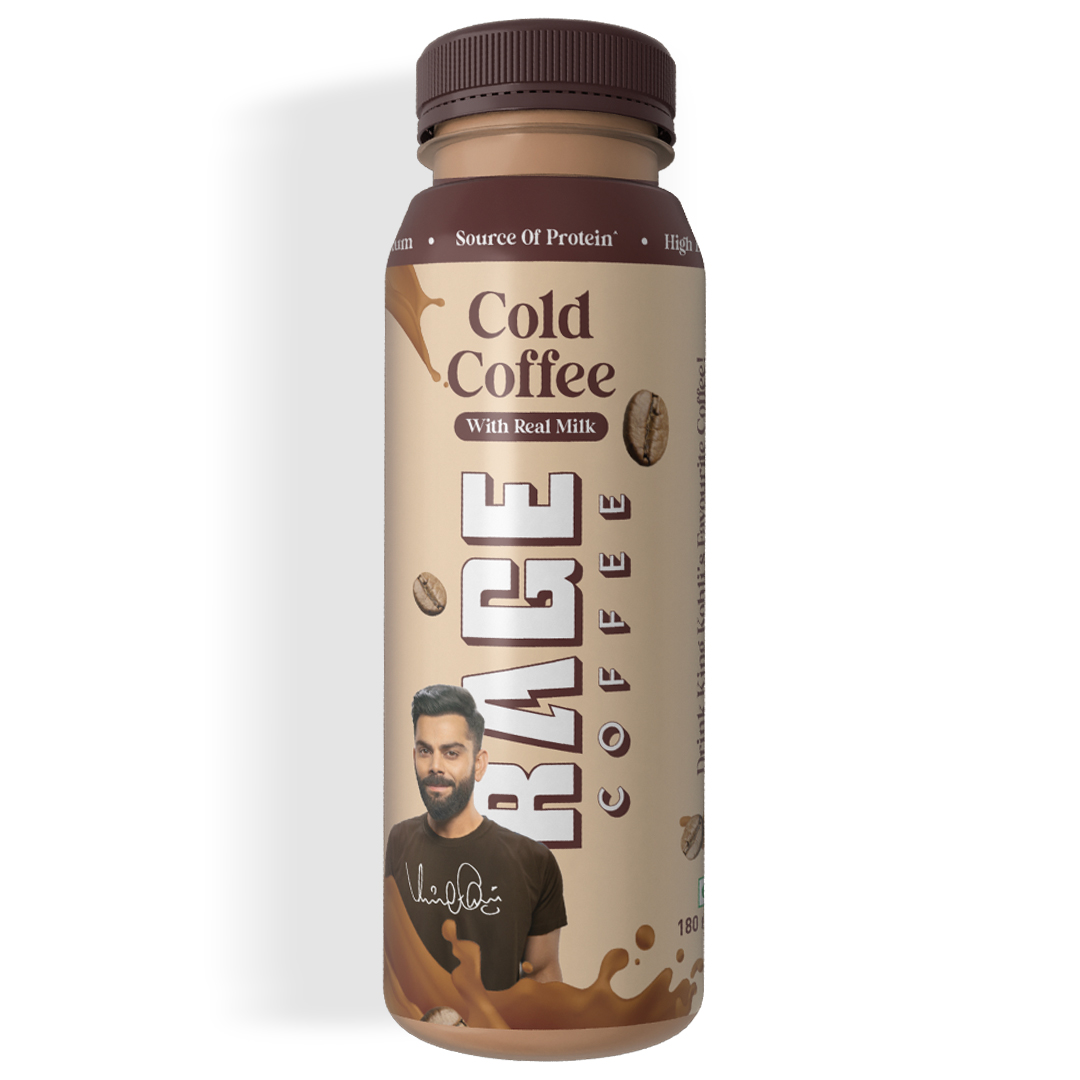 Source Of Protein^
High
Cold
Coffee
With Real Milk
RAGE
COFFEE
Drink King Kohli's Favourite Coffee!
180